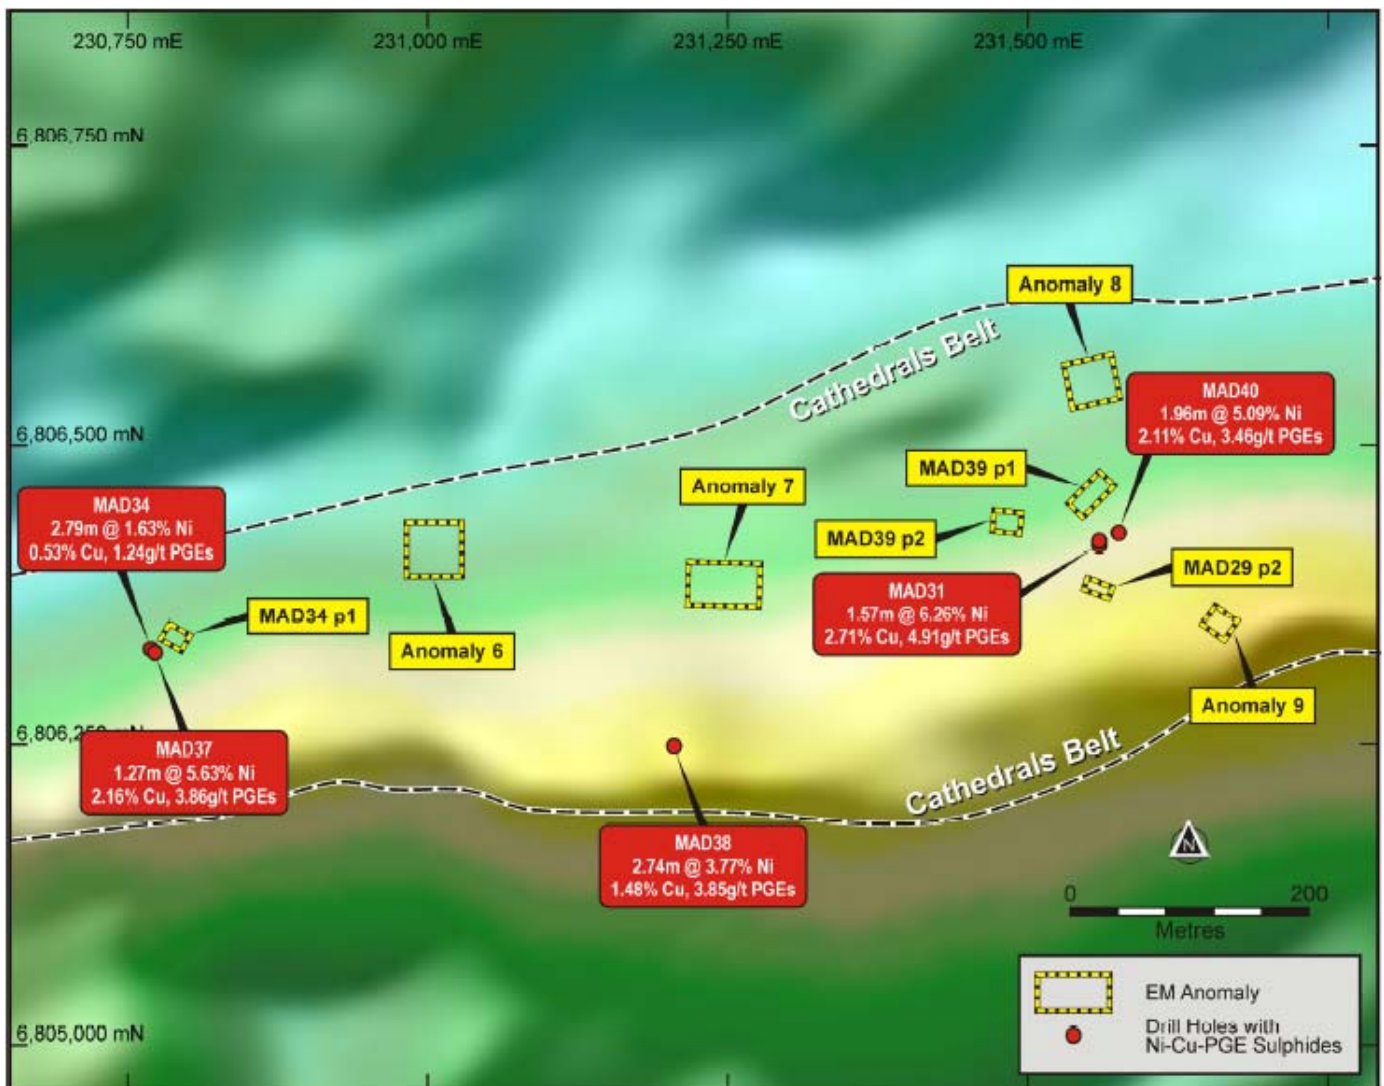 230,750 mE
231,000 mE
231,250 mE
231,500 mE
6,806,750 mN
Anomaly 8
Cathedrals Belt
MAD40
1.96m @ 5.09% Ni
2.11% Cu, 3.46g/t PGEs
6,806,500 mN
MAD39 p1
Anomaly 7
MAD34
2.79m @ 1.63% Ni
0.53% Cu, 1.24g/t PGEs
MAD39 p2
MAD29 p2
MAD31
1.57m @ 6.26% Ni
2.71% Cu, 4.91g/t PGEs
MAD34 p1
Anomaly 6
Anomaly 9
6,806,250 mN
MAD37
1.27m @ 5.63% Ni
2.16% Cu, 3.86g/t PGEs
Cathedrals Belt
MAD38
2.74m @ 3.77% Ni
1.48% Cu, 3.85g/t PGEs
N
0 200
Metres
EM Anomaly
Drill Holes with
Ni-Cu-PGE Sulphides
6,805,000 mN